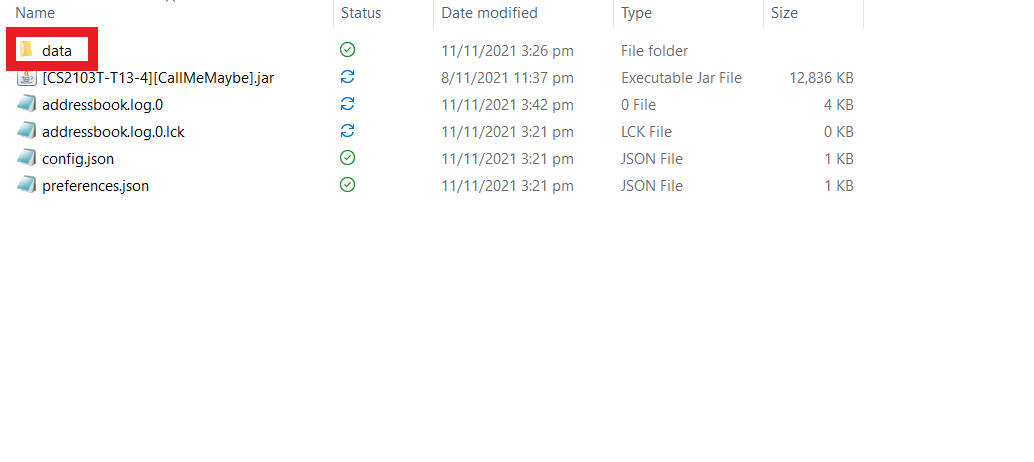 Name Status Date modified Type Size
data 11/11/2021 3:26 pm File folder
[CS2103T-T13-4][CallMeMaybe].jar 8/11/2021 11:37 pm Executable Jar File 12,836 KB
addressbook.log.0 11/11/2021 3:42 pm 0 File 4 KB
addressbook.log.0.lck 11/11/2021 3:21 pm LCK File 0 KB
config.json 11/11/2021 3:21 pm JSON File 1 KB
preferences.json 11/11/2021 3:21 pm JSON File 1 KB